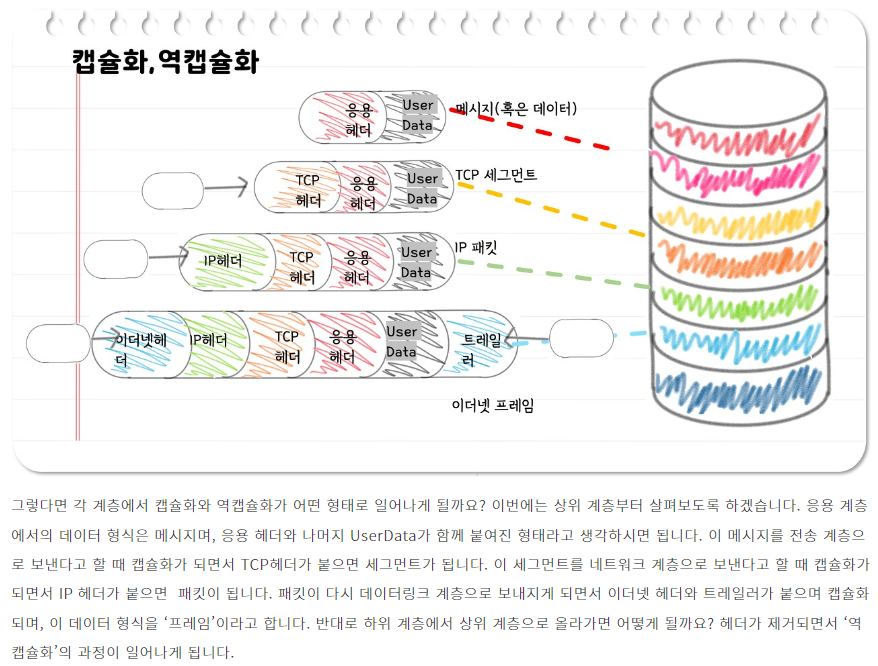 캡슐화,역캡슐화
응용
헤더
User
Data
메시지(혹은 데이터)
TCP
헤더
응용
헤더
User
Data
TCP 세그먼트
IP헤더
TCP
헤더
응용
헤더
User
Data
IP 패킷
이더넷헤
더
IP헤더
TCP
헤더
응용
헤더
User
Data
트레일
러
이더넷 프레임
그렇다면 각 계층에서 캡슐화와 역캡슐화가 어떤 형태로 일어나게 될까요? 이번에는 상위 계층부터 살펴보도록 하겠습니다. 응용 계층
에서의 데이터 형식은 메시지며, 응용 헤더와 나머지 UserData가 함께 붙여진 형태라고 생각하시면 됩니다. 이 메시지를 전송 계층으
로 보낸다고 할 때 캡슐화가 되면서 TCP헤더가 붙으면 세그먼트가 됩니다. 이 세그먼트를 네트워크 계층으로 보낸다고 할 때 캡슐화가
되면서 IP 헤더가 붙으면 패킷이 됩니다. 패킷이 다시 데이터링크 계층으로 보내지게 되면서 이더넷 헤더와 트레일러가 붙으며 캡슐화
되며, 이 데이터 형식을 ‘프레임’이라고 합니다. 반대로 하위 계층에서 상위 계층으로 올라가면 어떻게 될까요? 헤더가 제거되면서 ‘역
캡슐화’의 과정이 일어나게 됩니다.